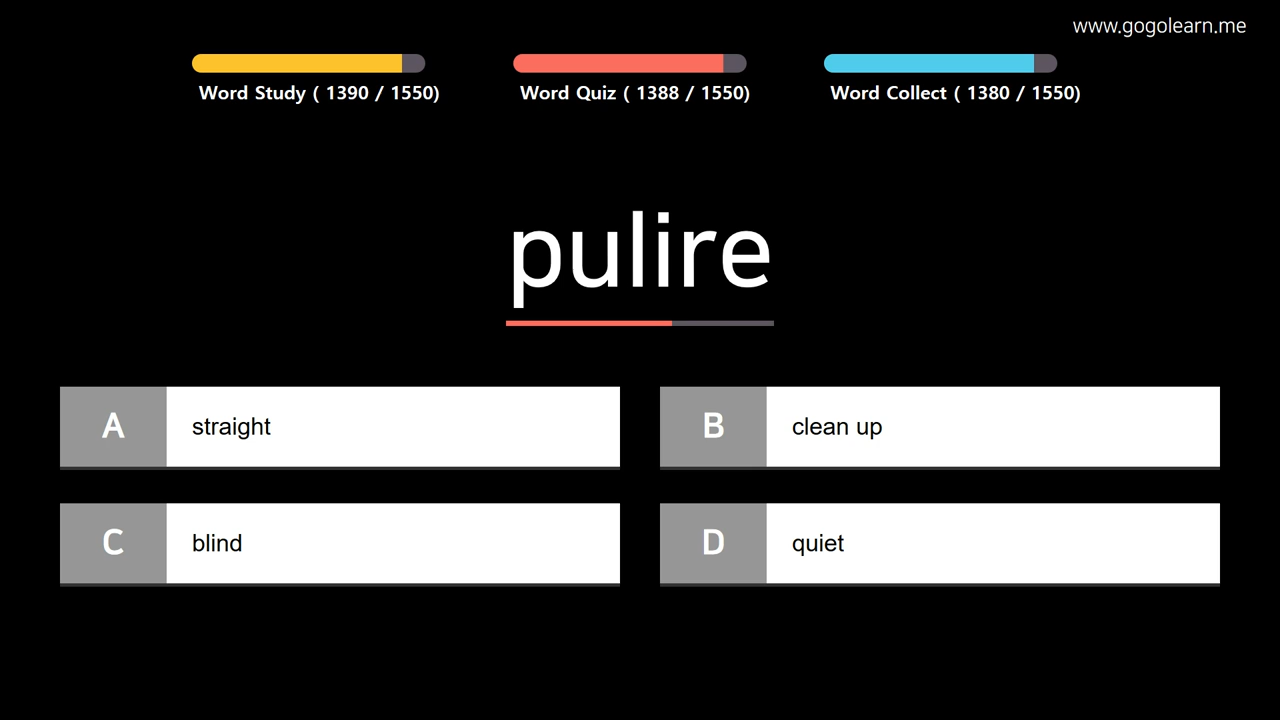 www.gogolearn.me
Word Study ( 1390 / 1550)
Word Quiz ( 1388 / 1550)
Word Collect ( 1380 / 1550)
pulire
A straight
B clean up
C blind
D quiet